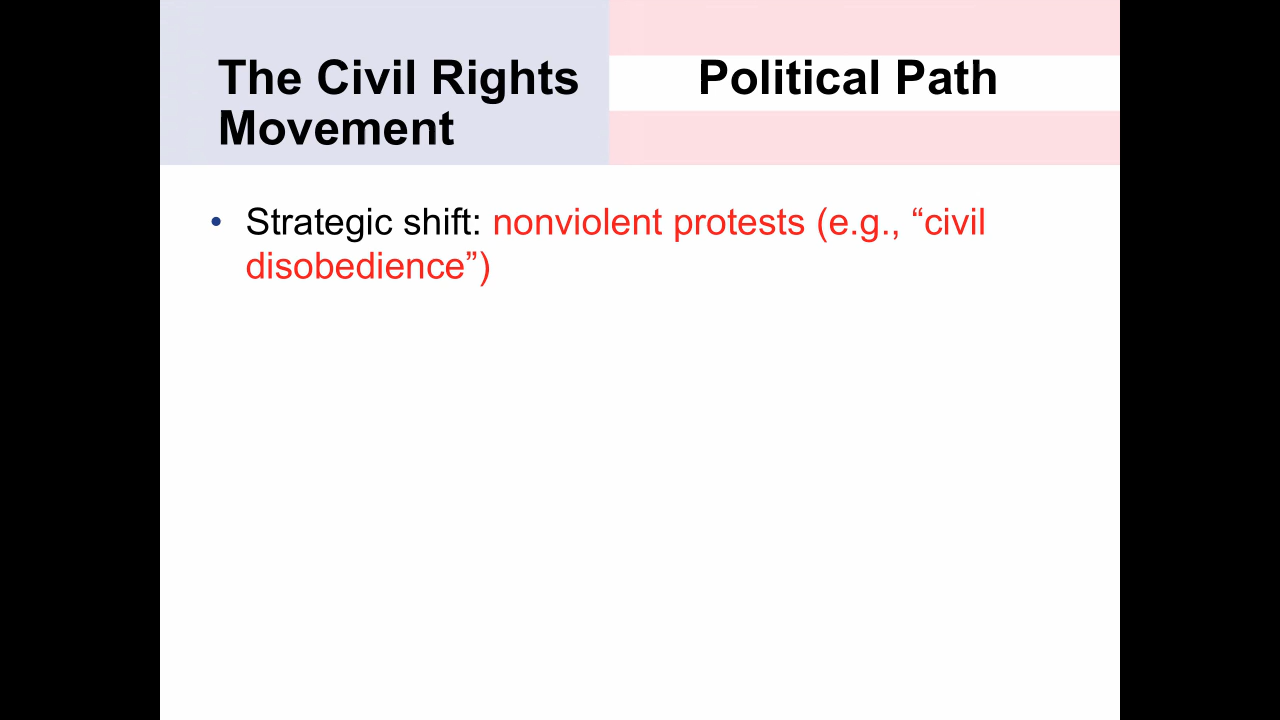 The Civil Rights
Movement
Political Path
• Strategic shift: nonviolent protests (e.g., “civil
disobedience”)